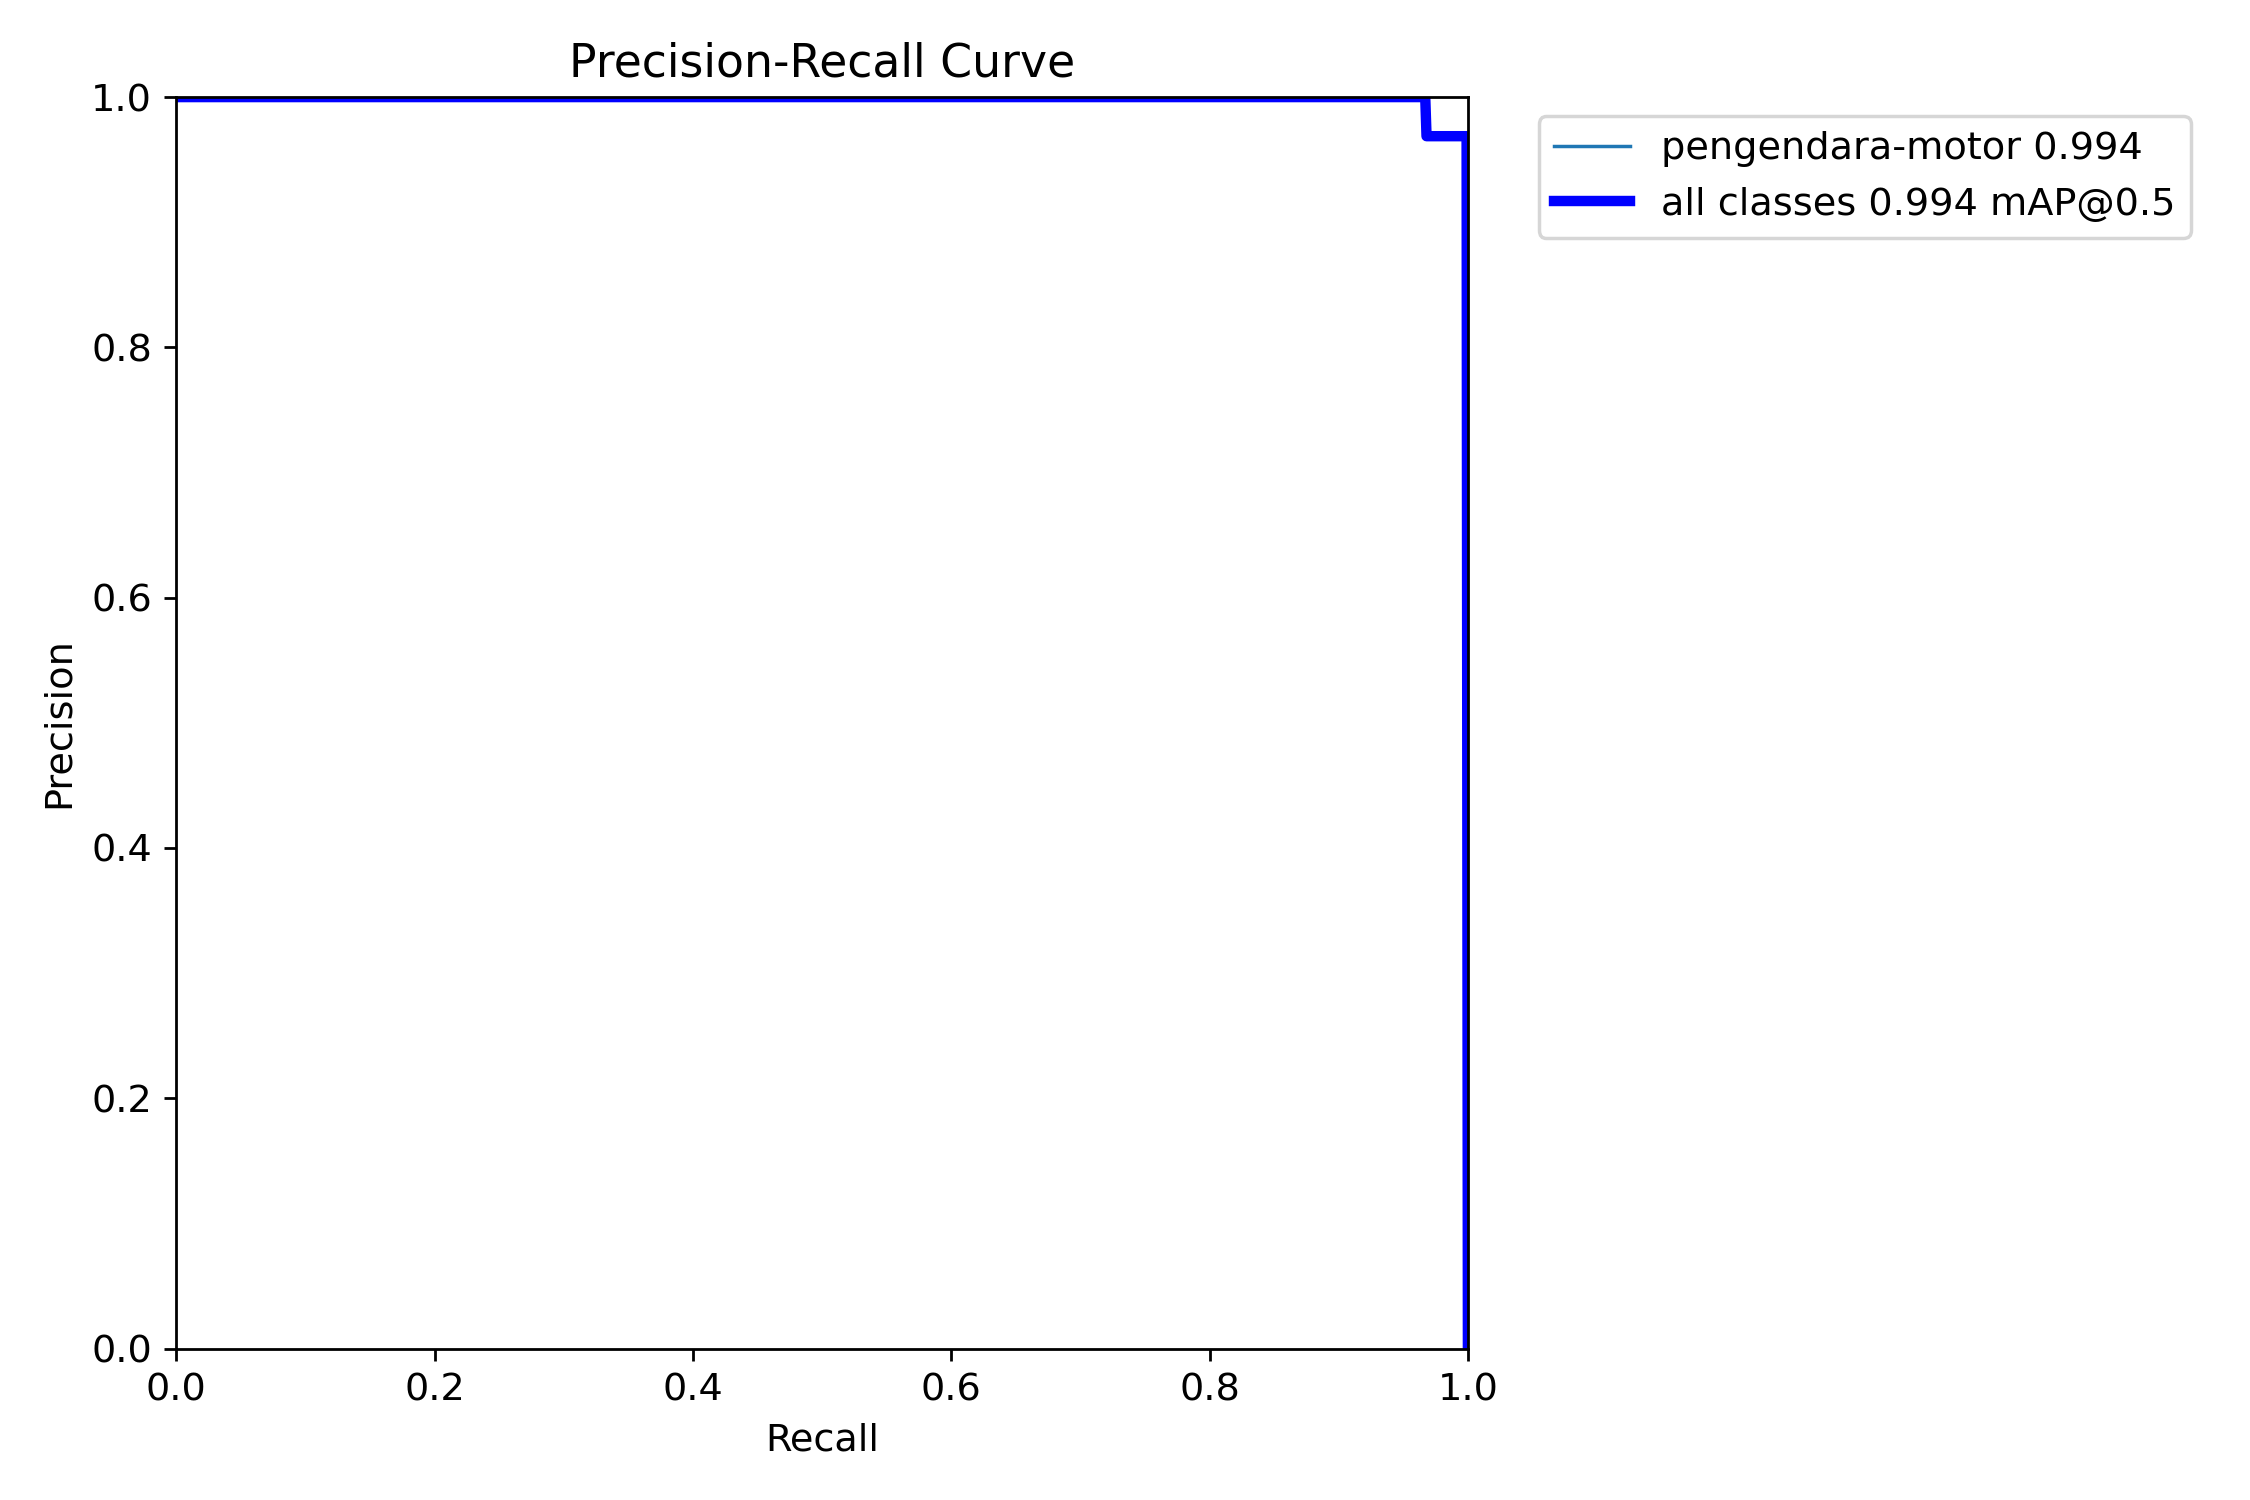 Precision-Recall Curve
1.0
0.8
0.6
0.4
0.2
0.0
Precision
0.0 0.2 0.4 0.6 0.8 1.0
Recall
pengendara-motor 0.994
all classes 0.994 mAP@0.5